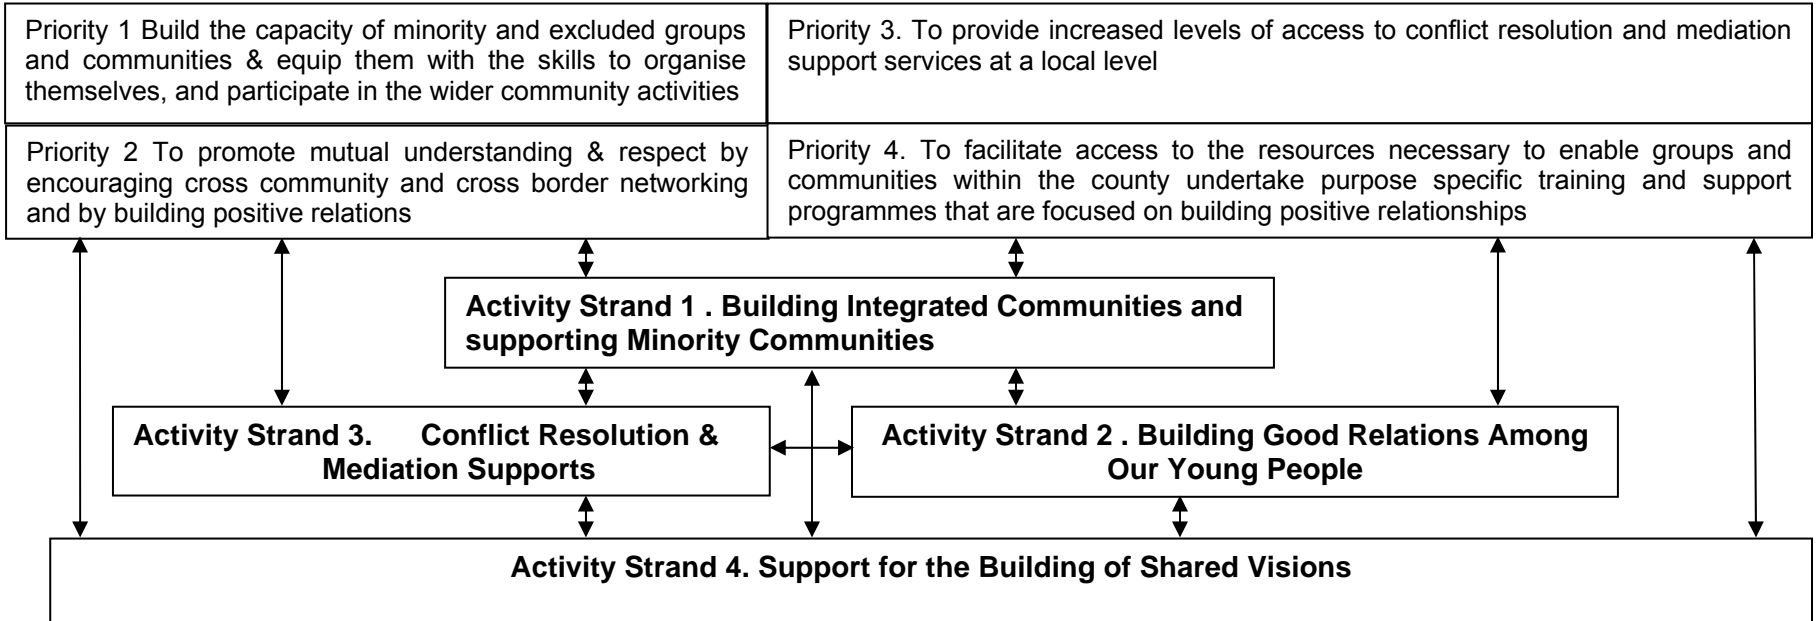 Priority 1 Build the capacity of minority and excluded groups
and communities & equip them with the skills to organise
themselves, and participate in the wider community activities
Priority 3. To provide increased levels of access to conflict resolution and mediation
support services at a local level
Priority 2 To promote mutual understanding & respect by
encouraging cross community and cross border networking
and by building positive relations
Priority 4. To facilitate access to the resources necessary to enable groups and
communities within the county undertake purpose specific training and support
programmes that are focused on building positive relationships
Activity Strand 1 . Building Integrated Communities and
supporting Minority Communities
Activity Strand 3. Conflict Resolution &
Mediation Supports
Activity Strand 2 . Building Good Relations Among
Our Young People
Activity Strand 4. Support for the Building of Shared Visions